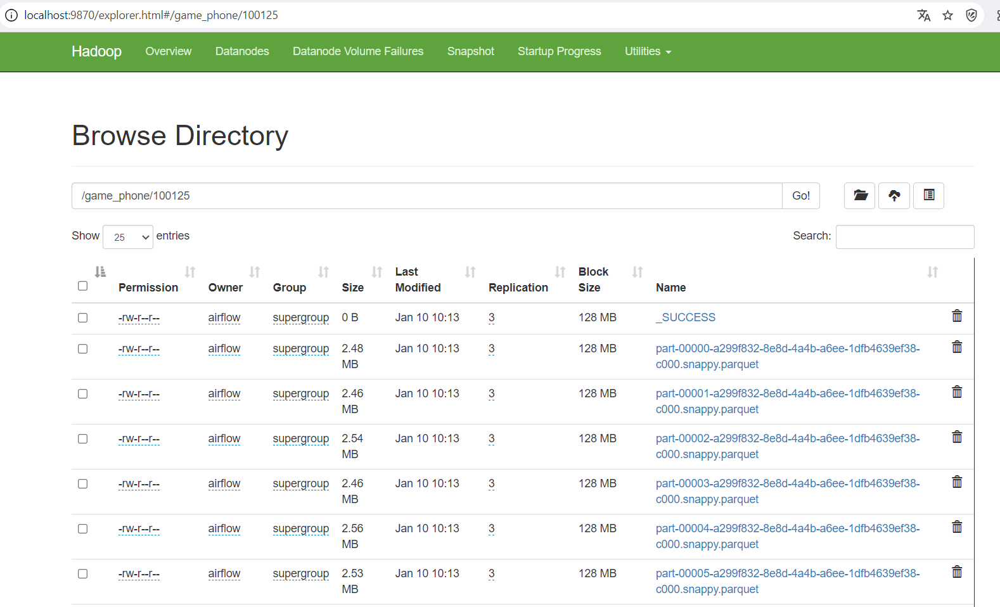 localhost:9870/explorer.html#/game_phone/100125
Hadoop Overview Datanodes Datanode Volume Failures Snapshot Startup Progress Utilities
Browse Directory
/game_phone/100125 Go!
Show 25 entries Search:
Permission Owner Group Size Last Modified Replication Block Size Name
-rw-r--r-- airflow supergroup 0 B Jan 10 10:13 3 128 MB _SUCCESS
-rw-r--r-- airflow supergroup 2.48 MB Jan 10 10:13 3 128 MB part-00000-a299f832-8e8d-4a4b-a6ee-1dfb4639ef38-c000.snappy.parquet
-rw-r--r-- airflow supergroup 2.46 MB Jan 10 10:13 3 128 MB part-00001-a299f832-8e8d-4a4b-a6ee-1dfb4639ef38-c000.snappy.parquet
-rw-r--r-- airflow supergroup 2.54 MB Jan 10 10:13 3 128 MB part-00002-a299f832-8e8d-4a4b-a6ee-1dfb4639ef38-c000.snappy.parquet
-rw-r--r-- airflow supergroup 2.46 MB Jan 10 10:13 3 128 MB part-00003-a299f832-8e8d-4a4b-a6ee-1dfb4639ef38-c000.snappy.parquet
-rw-r--r-- airflow supergroup 2.56 MB Jan 10 10:13 3 128 MB part-00004-a299f832-8e8d-4a4b-a6ee-1dfb4639ef38-c000.snappy.parquet
-rw-r--r-- airflow supergroup 2.53 MB Jan 10 10:13 3 128 MB part-00005-a299f832-8e8d-4a4b-a6ee-1dfb4639ef38-c000.snappy.parquet